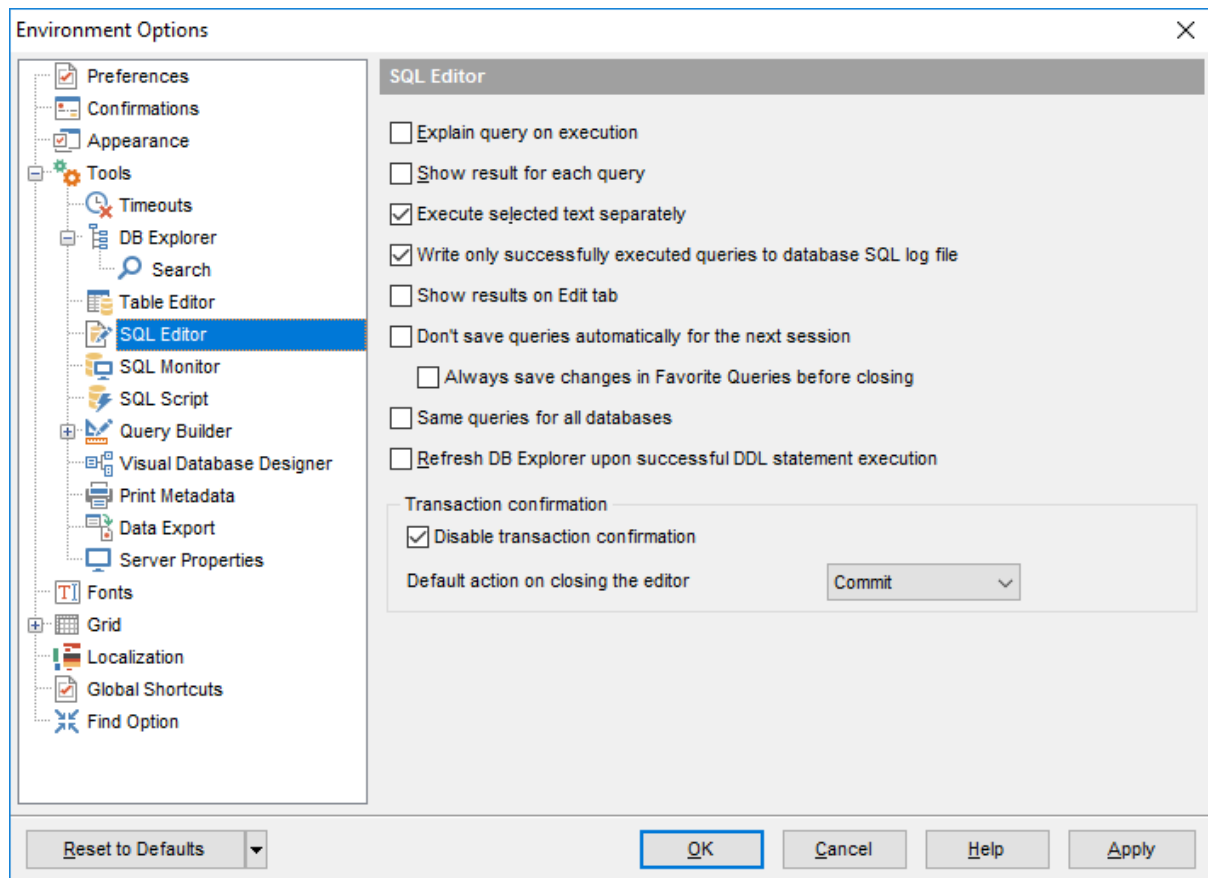 Environment Options
Preferences
Confirmations
Appearance
Tools
Timeouts
DB Explorer
Search
Table Editor
SQL Editor
SQL Monitor
SQL Script
Query Builder
Visual Database Designer
Print Metadata
Data Export
Server Properties
Fonts
Grid
Localization
Global Shortcuts
Find Option
SQL Editor
Explain query on execution
Show result for each query
Execute selected text separately
Write only successfully executed queries to database SQL log file
Show results on Edit tab
Don't save queries automatically for the next session
Always save changes in Favorite Queries before closing
Same queries for all databases
Refresh DB Explorer upon successful DDL statement execution
Transaction confirmation
Disable transaction confirmation
Default action on closing the editor Commit
Reset to Defaults OK Cancel Help Apply